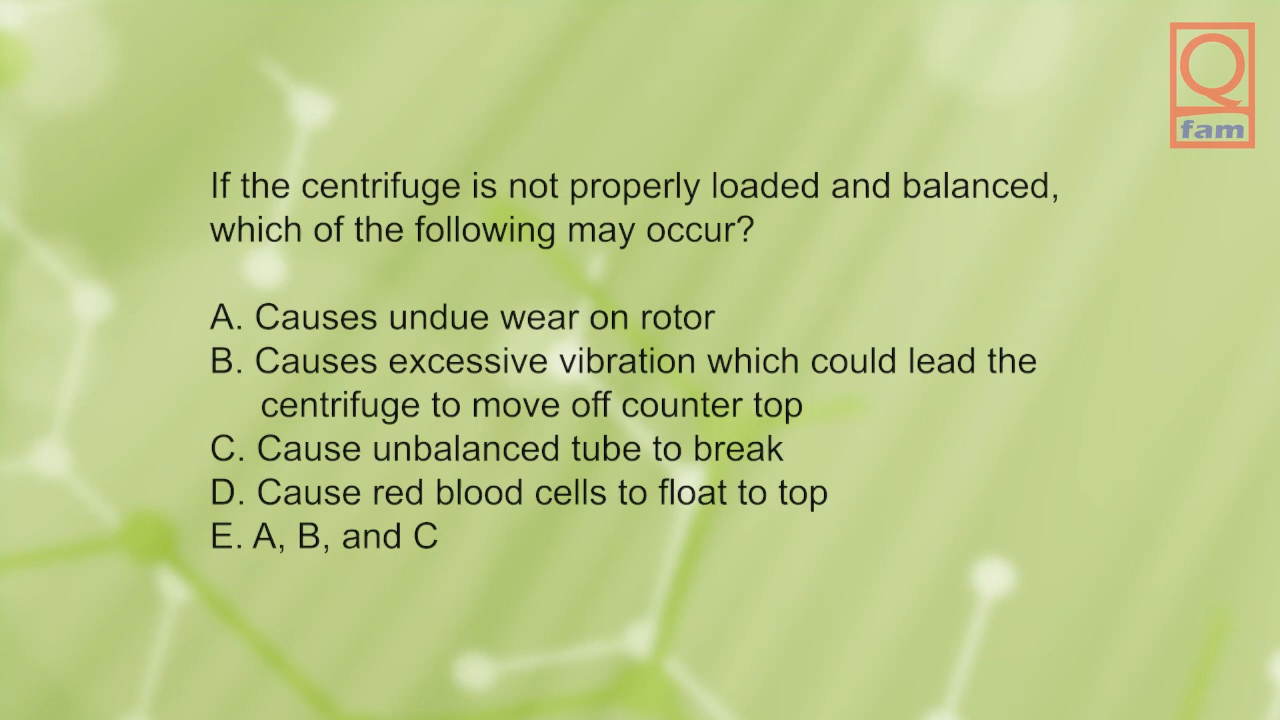 Q
fam
If the centrifuge is not properly loaded and balanced,
which of the following may occur?
A. Causes undue wear on rotor
B. Causes excessive vibration which could lead the
centrifuge to move off counter top
C. Cause unbalanced tube to break
D. Cause red blood cells to float to top
E. A, B, and C